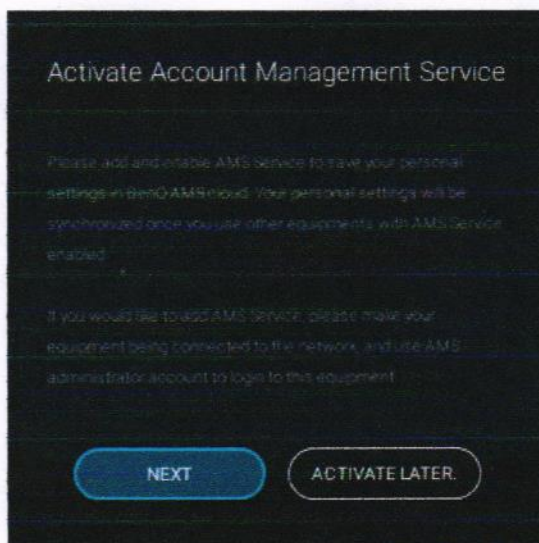 Activate Account Management Service
Please add and enable AMS Service to save your personal
settings in BenQ AMS cloud. Your personal settings will be
synchronized once you use other equipments with AMS Service
enabled.
If you would like to add AMS Service, please make your
equipment being connected to the network, and use AMS
administrator account to login to this equipment.
NEXT
ACTIVATE LATER.